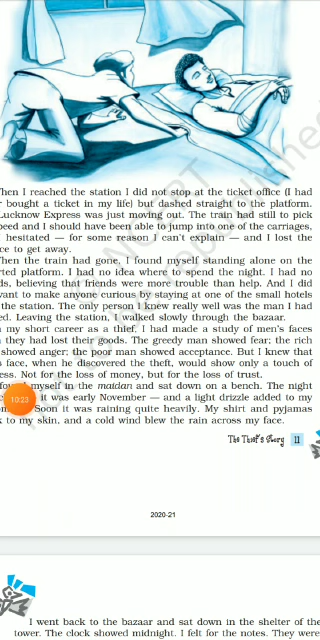 hen I reached the station I did not stop at the ticket office (I had
bought a ticket in my life) but dashed straight to the platform.
Lucknow Express was just moving out. The train had still to pick
peed and I should have been able to jump into one of the carriages,
hesitated — for some reason I can't explain — and I lost the
ce to get away.
hen the train had gone, I found myself standing alone on the
rted platform. I had no idea where to spend the night. I had no
ds, believing that friends were more trouble than help. And I did
vant to make anyone curious by staying at one of the small hotels
the station. The only person I knew really well was the man I had
ed. Leaving the station, I walked slowly through the bazaar.
my short career as a thief, I had made a study of men's faces
they had lost their goods. The greedy man showed fear; the rich
showed anger; the poor man showed acceptance. But I knew that
face, when he discovered the theft, would show only a touch of
ess. Not for the loss of money, but for the loss of trust.
fou myself in the maidan and sat down on a bench. The night
it was early November — and a light drizzle added to my
Soon it was raining quite heavily. My shirt and pyjamas
to my skin, and a cold wind blew the rain across my face.
10:23
The Thief's Story 11
2020-21
I went back to the bazaar and sat down in the shelter of the
tower. The clock showed midnight. I felt for the notes. They were